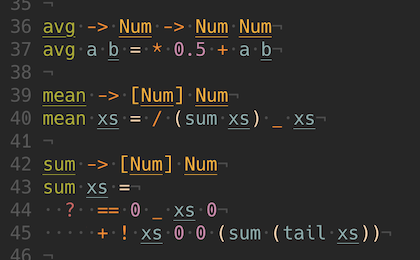 35
36 avg -> Num -> Num Num
37 avg a b = * 0.5 + a b
38
39 mean -> [Num] Num
40 mean xs = / (sum xs) _ xs
41
42 sum -> [Num] Num
43 sum xs =
44   ?  == 0 _ xs 0
45      + ! xs 0 0 (sum (tail xs))
46